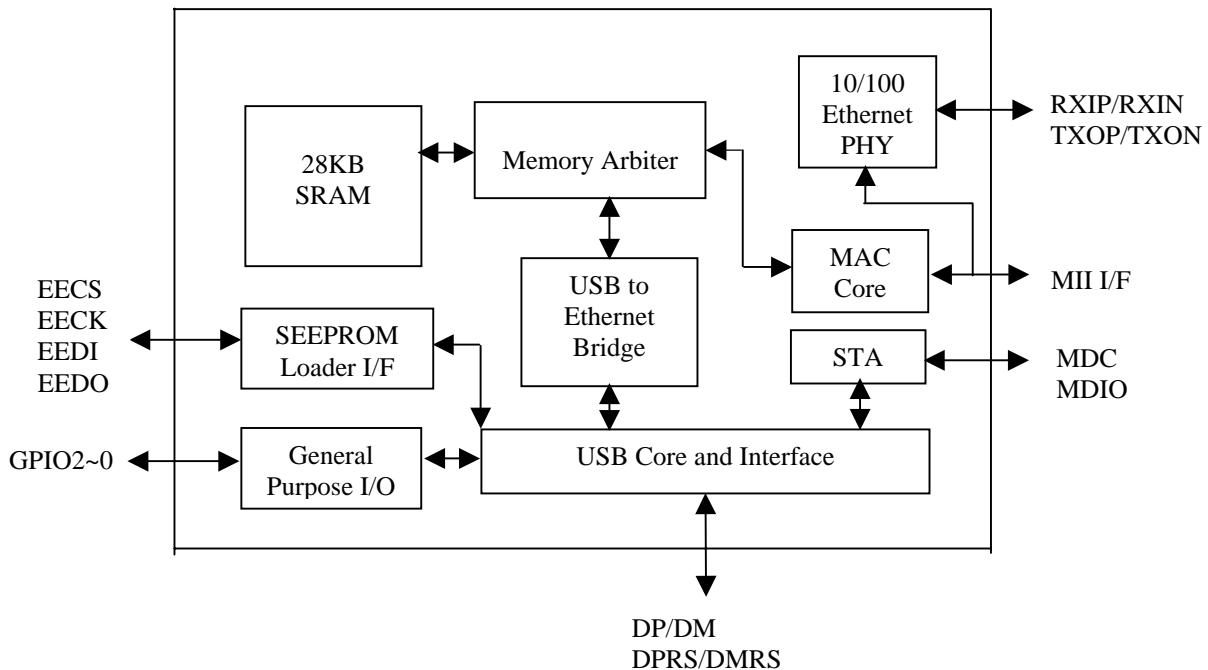 10/100
Ethernet
PHY
RXIP/RXIN
TXOP/TXON
28KB
SRAM
Memory Arbiter
MAC
Core
MII I/F
USB to
Ethernet
Bridge
EECS
EECK
EEDI
EEDO
SEEPROM
Loader I/F
STA
MDC
MDIO
GPIO2~0
General
Purpose I/O
USB Core and Interface
DP/DM
DPRS/DMRS